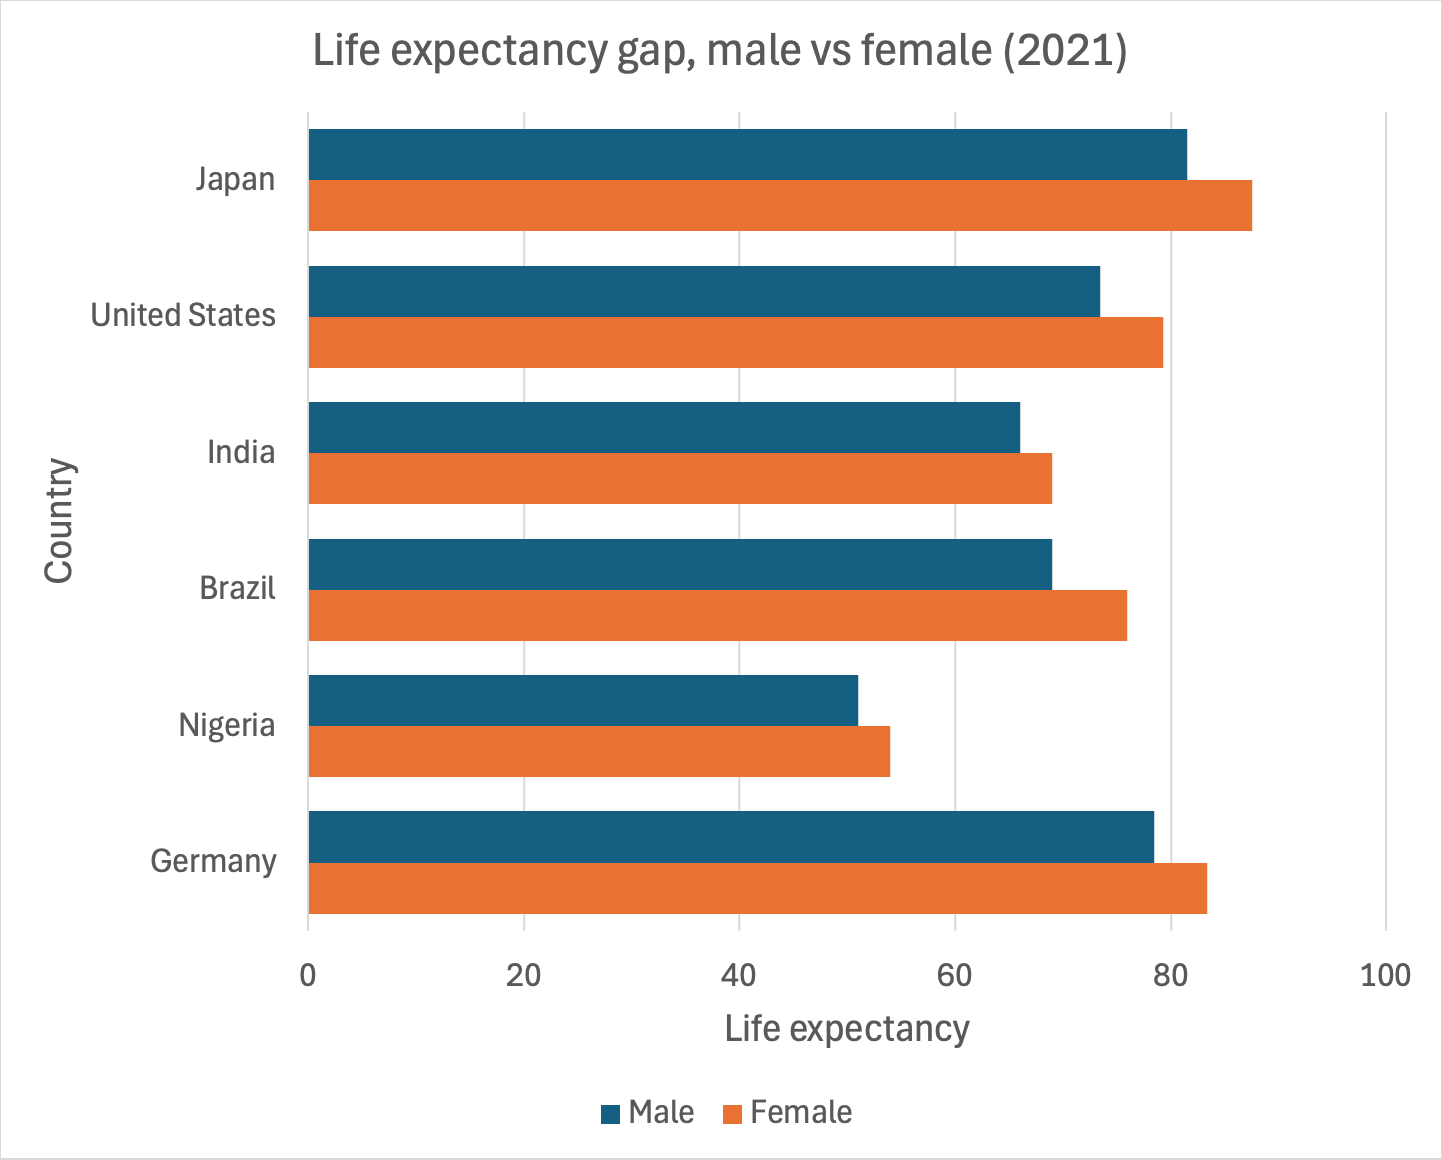 Life expectancy gap, male vs female (2021)
Japan
United States
India
Brazil
Nigeria
Germany
Country
0 20 40 60 80 100
Life expectancy
Male Female